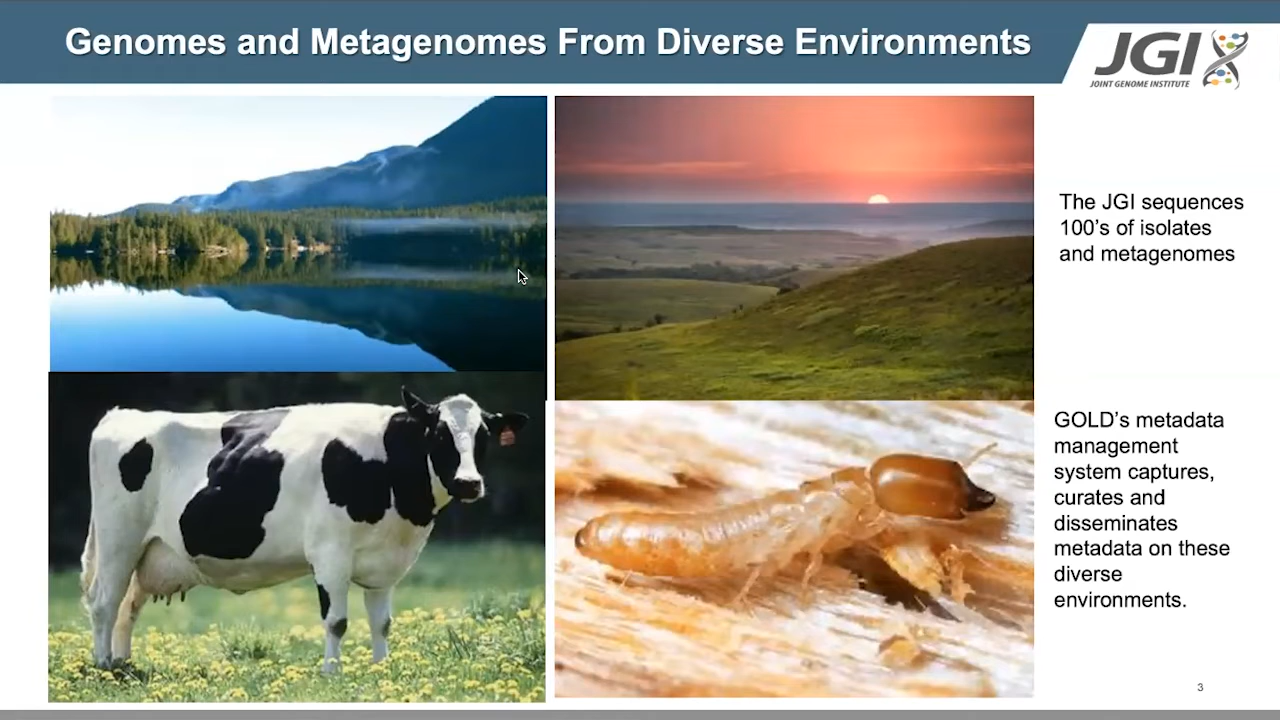 Genomes and Metagenomes From Diverse Environments
JGI
JOINT GENOME INSTITUTE
The JGI sequences
100's of isolates
and metagenomes
GOLD's metadata
management
system captures,
curates and
disseminates
metadata on these
diverse
environments.
3